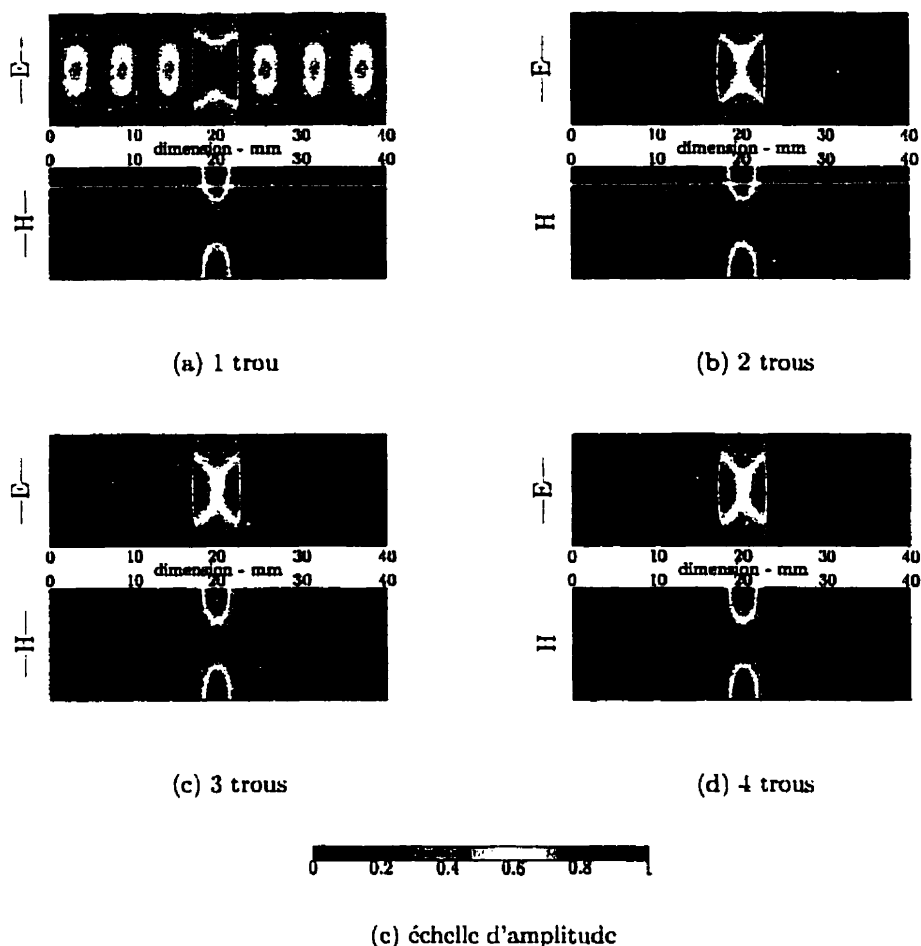 —E—
0 10 20 30 40
dimension - mm
0 10 20 30 40
—H—
(a) 1 trou
—E—
0 10 20 30 40
dimension - mm
0 10 20 30 40
H
(b) 2 trous
—E—
0 10 20 30 40
dimension - mm
0 10 20 30 40
—H—
(c) 3 trous
—E—
0 10 20 30 40
dimension - mm
0 10 20 30 40
H
(d) 4 trous
0 0.2 0.4 0.6 0.8 1
(e) échelle d'amplitude